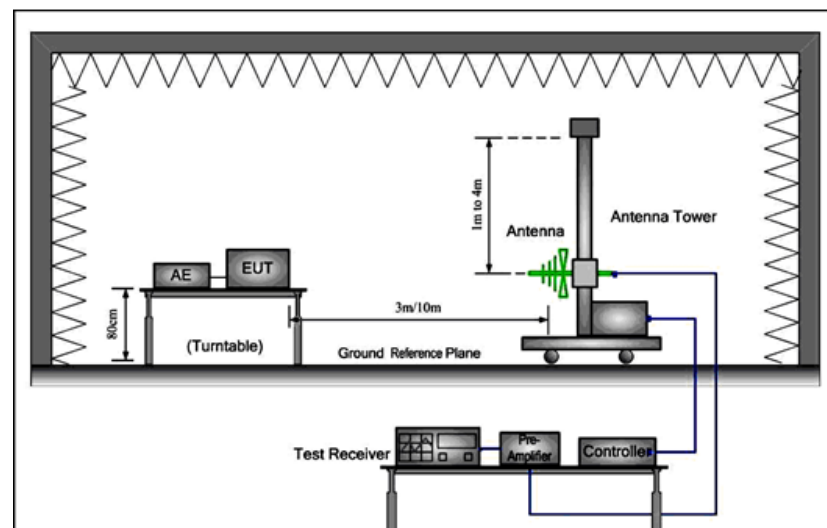 1m to 4m
Antenna
Antenna Tower
AE
EUT
80cm
3m/10m
(Turntable)
Ground Reference Plane
Test Receiver
Pre-
Amplifier
Controller